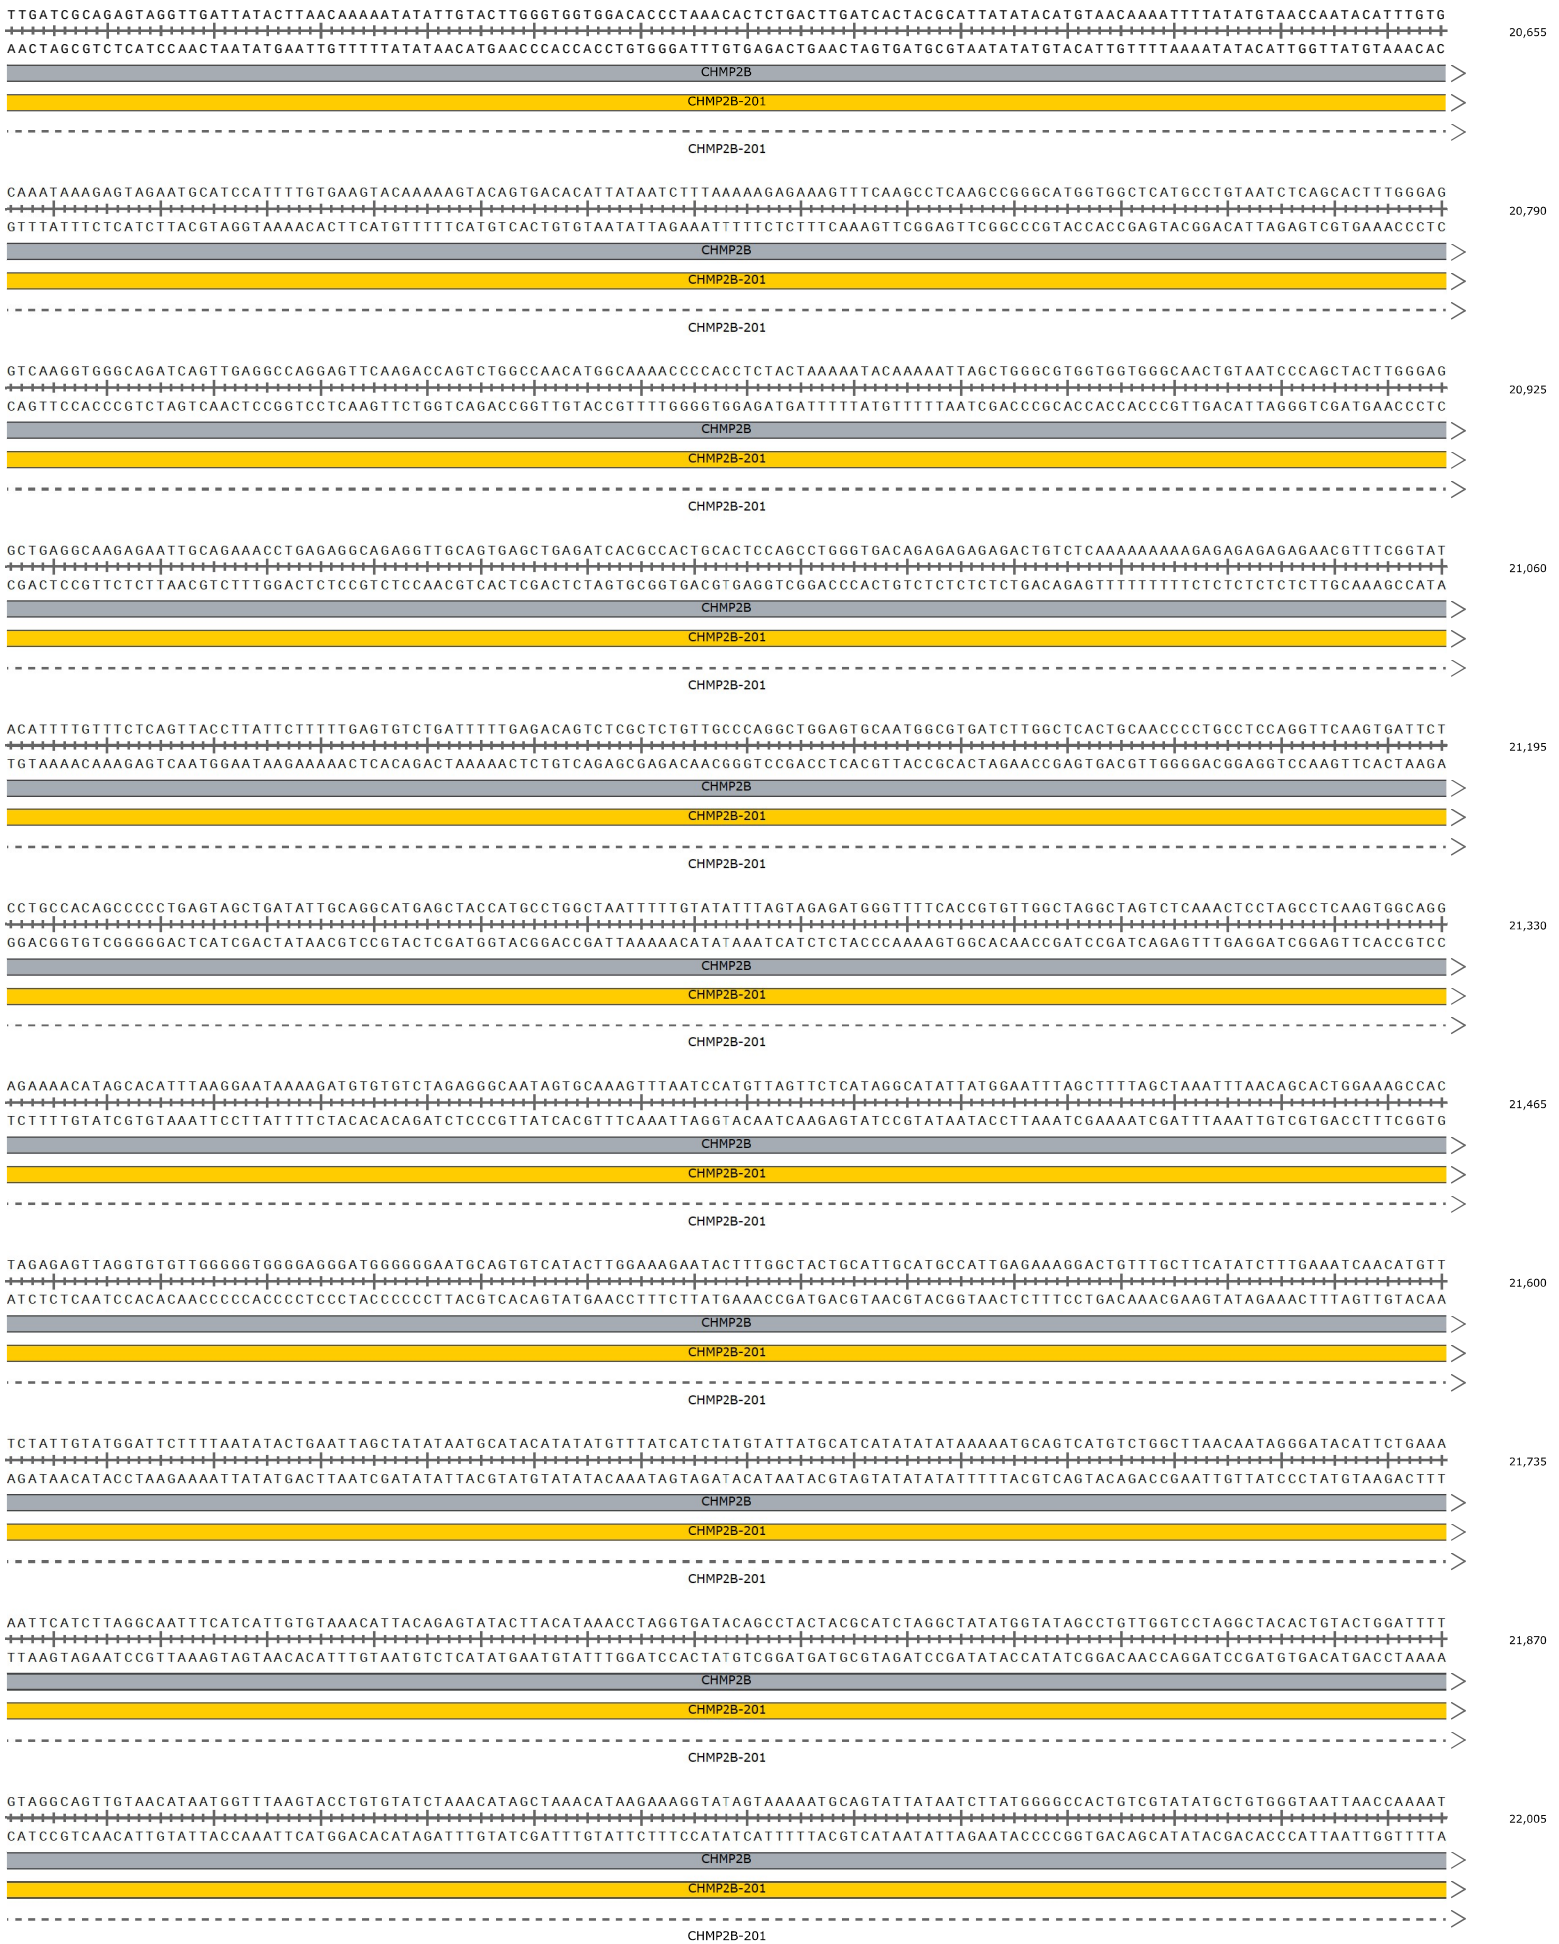 TTGATCGCAGAGTAGGTTGATTATACTTAACAAAAATATATTGTACTTGGGTGGTGGACACCCTAAACACTCTGACTTGATCACTACGCATTATATACATGTAACAAAATTTTATATGTAACCAATACATTTGTG
20,655
AACTAGCGTCTCATCCAACTAATATGAATTGTTTTTATATAACATGAACCCACCACCTGTGGGATTTGTGAGACTGAACTAGTGATGCGTAATATATGTACATTGTTTTAAAATATACATTGGTTATGTAAACAC
CHMP2B
CHMP2B-201
CHMP2B-201
CAAATAAAGAGTAGAATGCATCCATTTTGTGAAGTACAAAAAGTACAGTGACACATTATAATCTTTAAAAAGAGAAAGTTTCAAGCCTCAAGCCGGGCATGGTGGCTCATGCCTGTAATCTCAGCACTTTGGGAG
20,790
GTTTATTTCTCATCTTACGTAGGTAAAACACTTCATGTTTTTCATGTCACTGTGTAATATTAGAAATTTTTCTCTTTCAAAGTTCGGAGTTCGGCCCGTACCACCGAGTACGGACATTAGAGTCGTGAAACCCTC
CHMP2B
CHMP2B-201
CHMP2B-201
GTCAAGGTGGGCAGATCAGTTGAGGCCAGGAGTTCAAGACCAGTCTGGCCAACATGGCAAAACCCCACCTCTACTAAAAATACAAAAATTAGCTGGGCGTGGTGGTGGGCAACTGTAATCCCAGCTACTTGGGAG
20,925
CAGTTCCACCCGTCTAGTCAACTCCGGTCCTCAAGTTCTGGTCAGACCGGTTGTACCGTTTTGGGGTGGAGATGATTTTTATGTTTTTAATCGACCCGCACCACCACCCGTTGACATTAGGGTCGATGAACCCTC
CHMP2B
CHMP2B-201
CHMP2B-201
GCTGAGGCAAGAGAATTGCAGAAACCTGAGAGGCAGAGGTTGCAGTGAGCTGAGATCACGCCACTGCACTCCAGCCTGGGTGACAGAGAGAGAGACTGTCTCAAAAAAAAAGAGAGAGAGAGAACGTTTCGGTAT
21,060
CGACTCCGTTCTCTTAACGTCTTTGGACTCTCCGTCTCCAACGTCACTCGACTCTAGTGCGGTGACGTGAGGTCGGACCCACTGTCTCTCTCTCTGACAGAGTTTTTTTTTCTCTCTCTCTCTTGCAAAGCCATA
CHMP2B
CHMP2B-201
CHMP2B-201
ACATTTTGTTTCTCAGTTACCTTATTCTTTTTGAGTGTCTGATTTTTGAGACAGTCTCGCTCTGTTGCCCAGGCTGGAGTGCAATGGCGTGATCTTGGCTCACTGCAACCCCTGCCTCCAGGTTCAAGTGATTCT
21,195
TGTAAAACAAAGAGTCAATGGAATAAGAAAAACTCACAGACTAAAAACTCTGTCAGAGCGAGACAACGGGTCCGACCTCACGTTACCGCACTAGAACCGAGTGACGTTGGGGACGGAGGTCCAAGTTCACTAAGA
CHMP2B
CHMP2B-201
CHMP2B-201
CCTGCCACAGCCCCCTGAGTAGCTGATATTGCAGGCATGAGCTACCATGCCTGGCTAATTTTTGTATATTTAGTAGAGATGGGTTTTCACCGTGTTGGCTAGGCTAGTCTCAAACTCCTAGCCTCAAGTGGCAGG
21,330
GGACGGTGTCGGGGGACTCATCGACTATAACGTCCGTACTCGATGGTACGGACCGATTAAAAACATATAAATCATCTCTACCCAAAAGTGGCACAACCGATCCGATCAGAGTTTGAGGATCGGAGTTCACCGTCC
CHMP2B
CHMP2B-201
CHMP2B-201
AGAAAACATAGCACATTTAAGGAATAAAAGATGTGTGTCTAGAGGGCAATAGTGCAAAGTTTAATCCATGTTAGTTCTCATAGGCATATTATGGAATTTAGCTTTTAGCTAAATTTAACAGCACTGGAAAGCCAC
21,465
TCTTTTGTATCGTGTAAATTCCTTATTTTCTACACACAGATCTCCCGTTATCACGTTTCAAATTAGGTACAATCAAGAGTATCCGTATAATACCTTAAATCGAAAATCGATTTAAATTGTCGTGACCTTTCGGTG
CHMP2B
CHMP2B-201
CHMP2B-201
TAGAGAGTTAGGTGTGTTGGGGGTGGGGAGGGATGGGGGGAATGCAGTGTCATACTTGGAAAGAATACTTTGGCTACTGCATTGCATGCCATTGAGAAAGGACTGTTTGCTTCATATCTTTGAAATCAACATGTT
21,600
ATCTCTCAATCCACACAACCCCCACCCCTCCCTACCCCCCTTACGTCACAGTATGAACCTTTCTTATGAAACCGATGACGTAACGTACGGTAACTCTTTCCTGACAAACGAAGTATAGAAACTTTAGTTGTACAA
CHMP2B
CHMP2B-201
CHMP2B-201
TCTATTGTATGGATTCTTTTAATATACTGAATTAGCTATATAATGCATACATATATGTTTATCATCTATGTATTATGCATCATATATATAAAAATGCAGTCATGTCTGGCTTAACAATAGGGATACATTCTGAAA
21,735
AGATAACATACCTAAGAAAATTATATGACTTAATCGATATATTACGTATGTATATACAAATAGTAGATACATAATACGTAGTATATATATTTTTACGTCAGTACAGACCGAATTGTTATCCCTATGTAAGACTTT
CHMP2B
CHMP2B-201
CHMP2B-201
AATTCATCTTAGGCAATTTCATCATTGTGTAAACATTACAGAGTATACTTACATAAACCTAGGTGATACAGCCTACTACGCATCTAGGCTATATGGTATAGCCTGTTGGTCCTAGGCTACACTGTACTGGATTTT
21,870
TTAAGTAGAATCCGTTAAAGTAGTAACACATTTGTAATGTCTCATATGAATGTATTTGGATCCACTATGTCGGATGATGCGTAGATCCGATATACCATATCGGACAACCAGGATCCGATGTGACATGACCTAAAA
CHMP2B
CHMP2B-201
CHMP2B-201
GTAGGCAGTTGTAACATAATGGTTTAAGTACCTGTGTATCTAAACATAGCTAAACATAAGAAAGGTATAGTAAAAATGCAGTATTATAATCTTATGGGGCCACTGTCGTATATGCTGTGGGTAATTAACCAAAAT
22,005
CATCCGTCAACATTGTATTACCAAATTCATGGACACATAGATTTGTATCGATTTGTATTCTTTCCATATCATTTTTACGTCATAATATTAGAATACCCCGGTGACAGCATATACGACACCCATTAATTGGTTTTA
CHMP2B
CHMP2B-201
CHMP2B-201